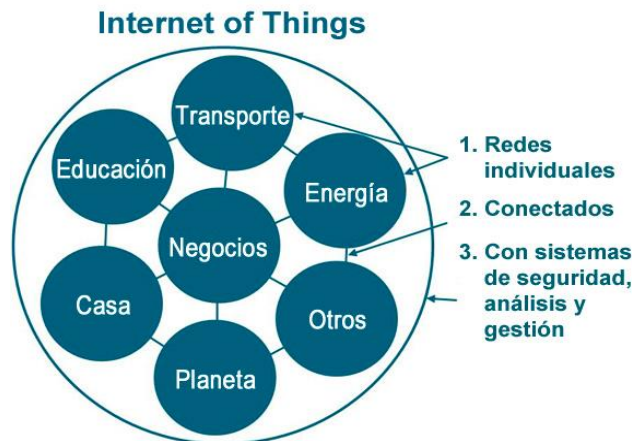 Internet of Things
Transporte
Educación
Energía
Negocios
Casa
Otros
Planeta
1. Redes
individuales
2. Conectados
3. Con sistemas
de seguridad,
análisis y
gestión